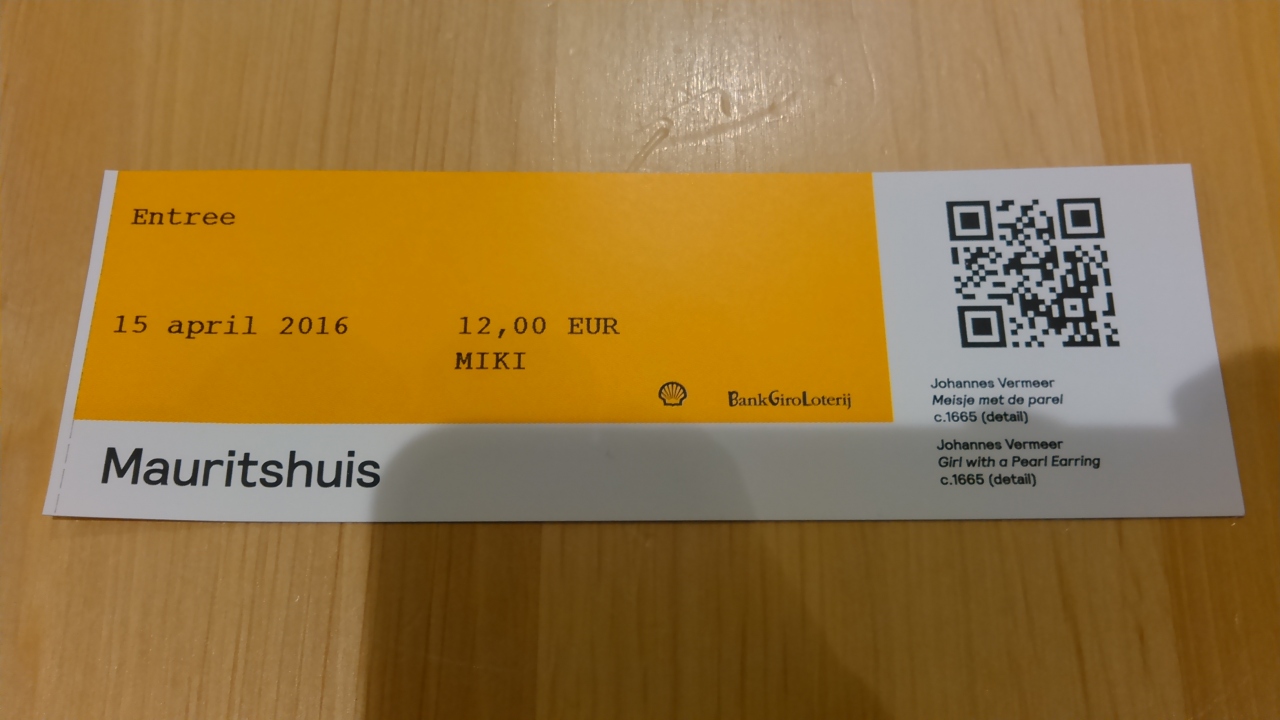 Entree
15 april 2016 12,00 EUR
MIKI
BankGiroLoterij
Mauritshuis
Johannes Vermeer
Meisje met de parel
c.1665 (detail)
Johannes Vermeer
Girl with a Pearl Earring
c.1665 (detail)